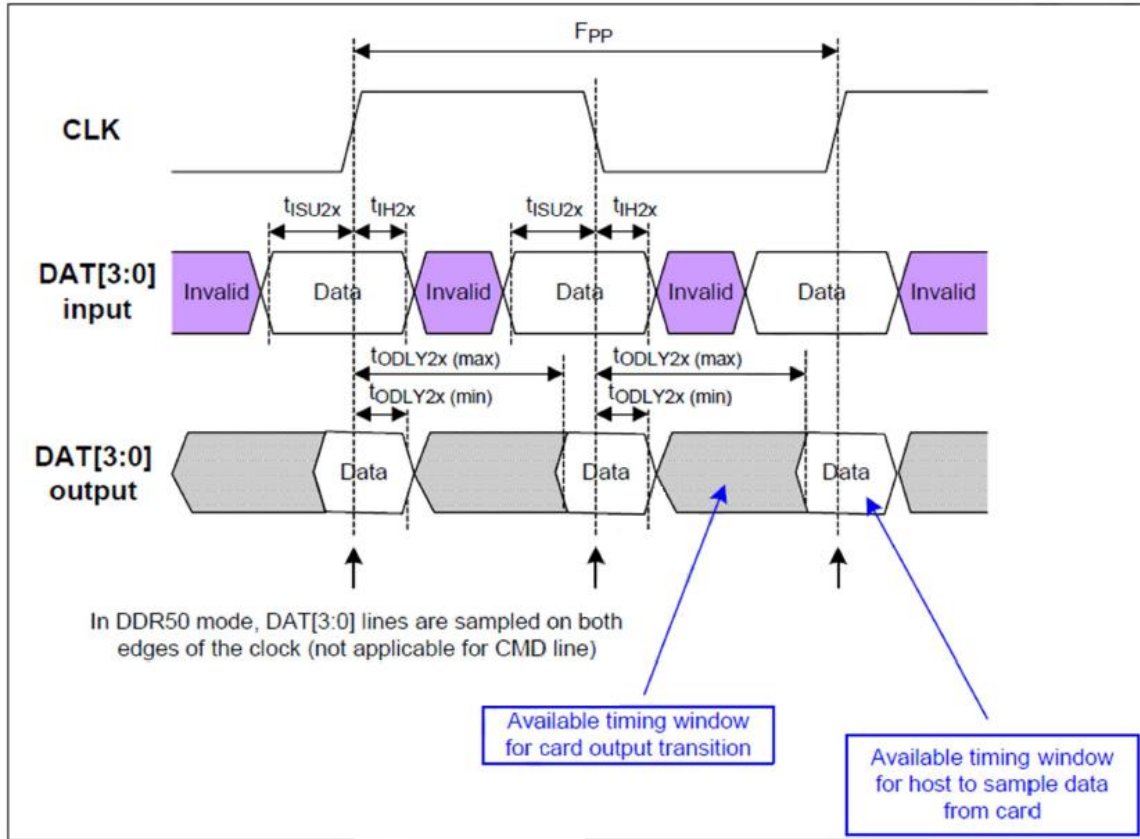 FPP
CLK
tISU2x tIH2x tISU2x tIH2x
DAT[3:0]
input
Invalid Data Invalid Data Invalid Data Invalid
tODLY2x (max) tODLY2x (max)
tODLY2x (min) tODLY2x (min)
DAT[3:0]
output
Data Data Data
In DDR50 mode, DAT[3:0] lines are sampled on both
edges of the clock (not applicable for CMD line)
Available timing window
for card output transition
Available timing window
for host to sample data
from card